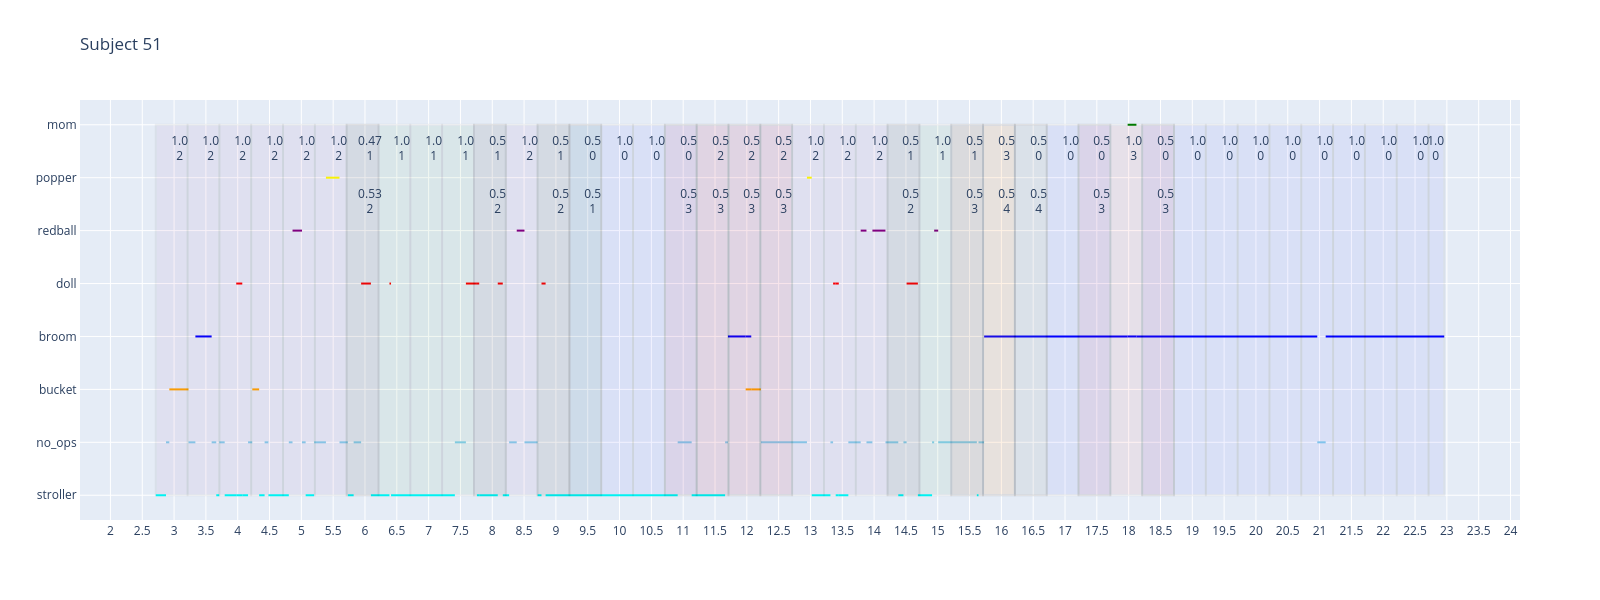 Subject 51
mom
1.0 1.0 1.0 1.0 1.0 1.0 0.47 1.0 1.0 1.0 0.5 1.0 0.5 0.5 1.0 1.0 0.5 0.5 0.5 0.5 1.0 1.0 1.0 0.5 1.0 0.5 0.5 0.5 1.0 0.5 1.0 0.5 1.0 1.0 1.0 1.0 1.0 1.0 1.0 1.0 1.0
2 2 2 2 2 2 1 1 1 1 1 2 1 0 0 0 0 2 2 2 2 2 2 1 1 1 3 0 0 0 3 0 0 0 0 0 0 0 0 0 0
popper
0.53 0.5 0.5 0.5 0.5 0.5 0.5 0.5 0.5 0.5 0.5 0.5 0.5 0.5
2 2 2 1 3 3 3 3 2 3 4 4 3 3
redball
doll
broom
bucket
no_ops
stroller
2 2.5 3 3.5 4 4.5 5 5.5 6 6.5 7 7.5 8 8.5 9 9.5 10 10.5 11 11.5 12 12.5 13 13.5 14 14.5 15 15.5 16 16.5 17 17.5 18 18.5 19 19.5 20 20.5 21 21.5 22 22.5 23 23.5 24